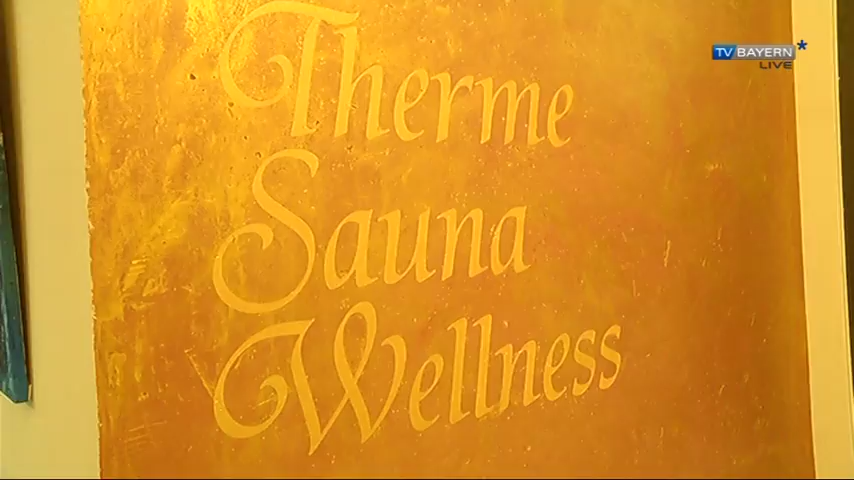 TV BAYERN*
LIVE
Therme
Sauna
Wellness